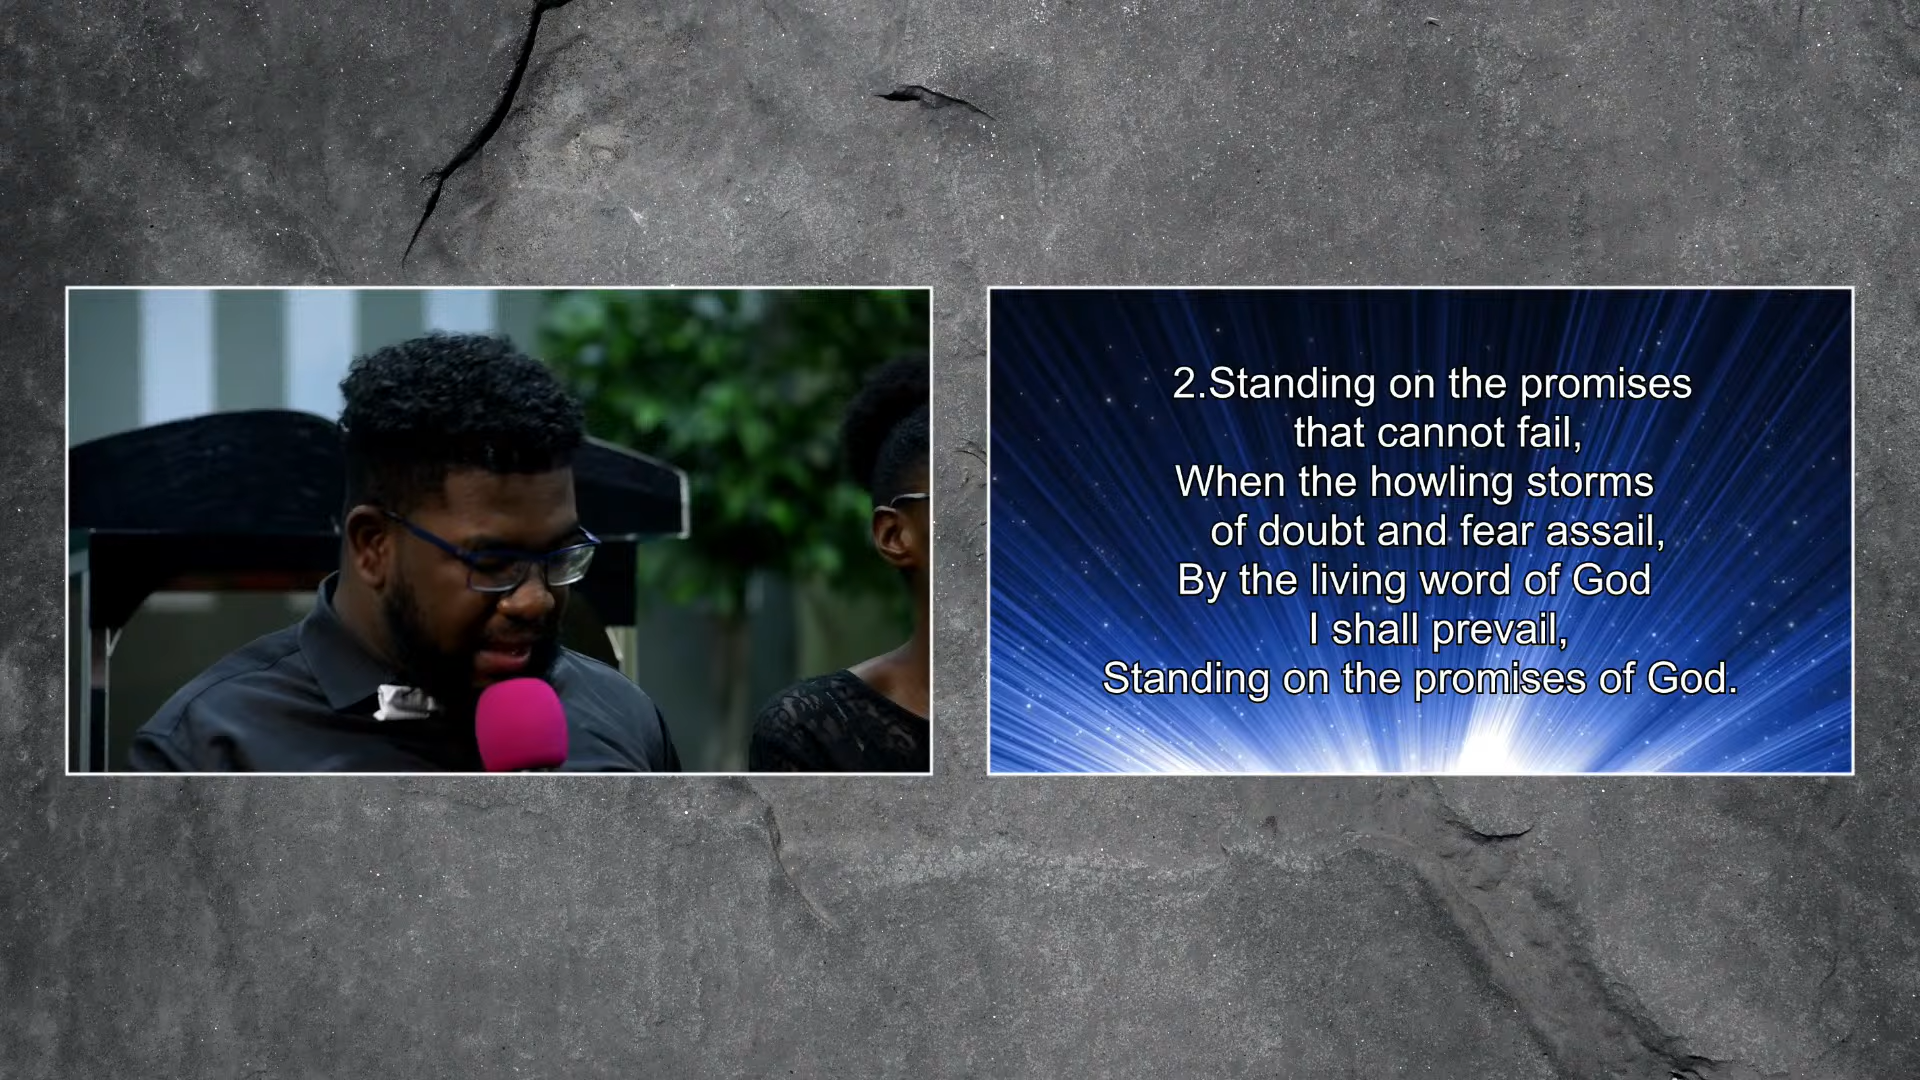 2.Standing on the promises
that cannot fail,
When the howling storms
of doubt and fear assail,
By the living word of God
I shall prevail,
Standing on the promises of God.